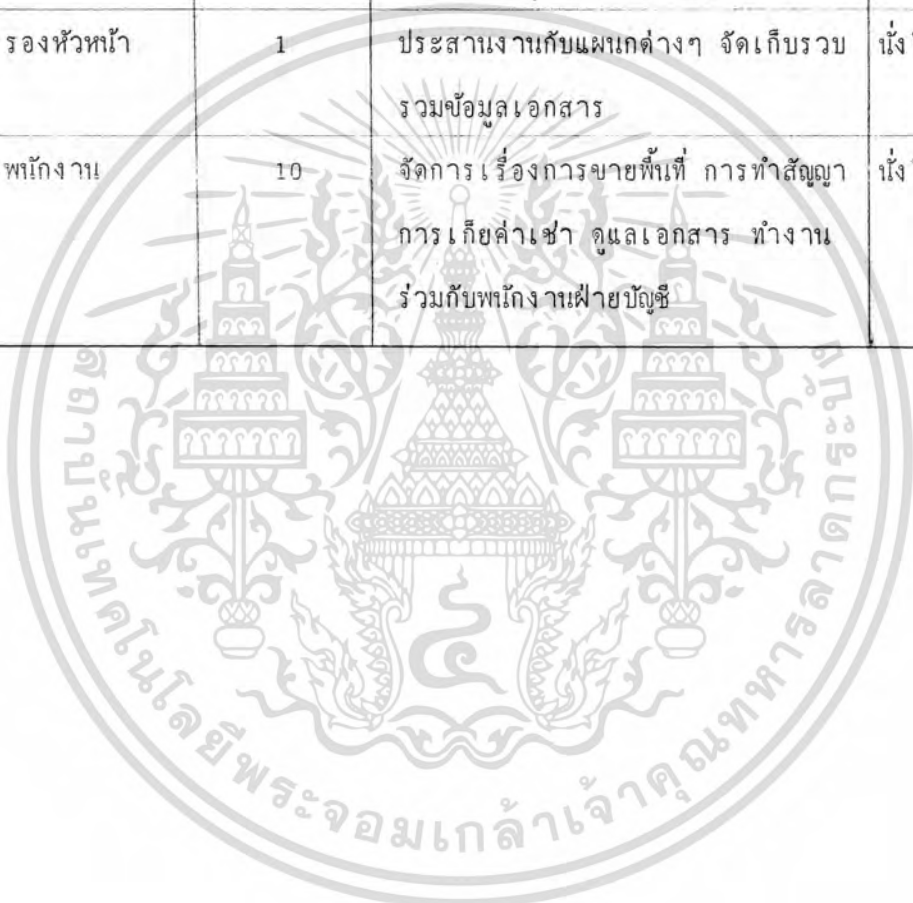 รองหัวหน้า 1 ประสานงานกับแผนกต่างๆ จัดเก็บรวบ นั่ง
รวมข้อมูลเอกสาร
พนักงาน 10 จัดการเรื่องการขายพื้นที่ การทำสัญญา นั่ง
การเก็บค่าเช่า ดูแลเอกสาร ทำงาน
ร่วมกับพนักงานฝ่ายบัญชี
สถาบันเทคโนโลยีพระจอมเกล้าเจ้าคุณทหารลาดกระบัง